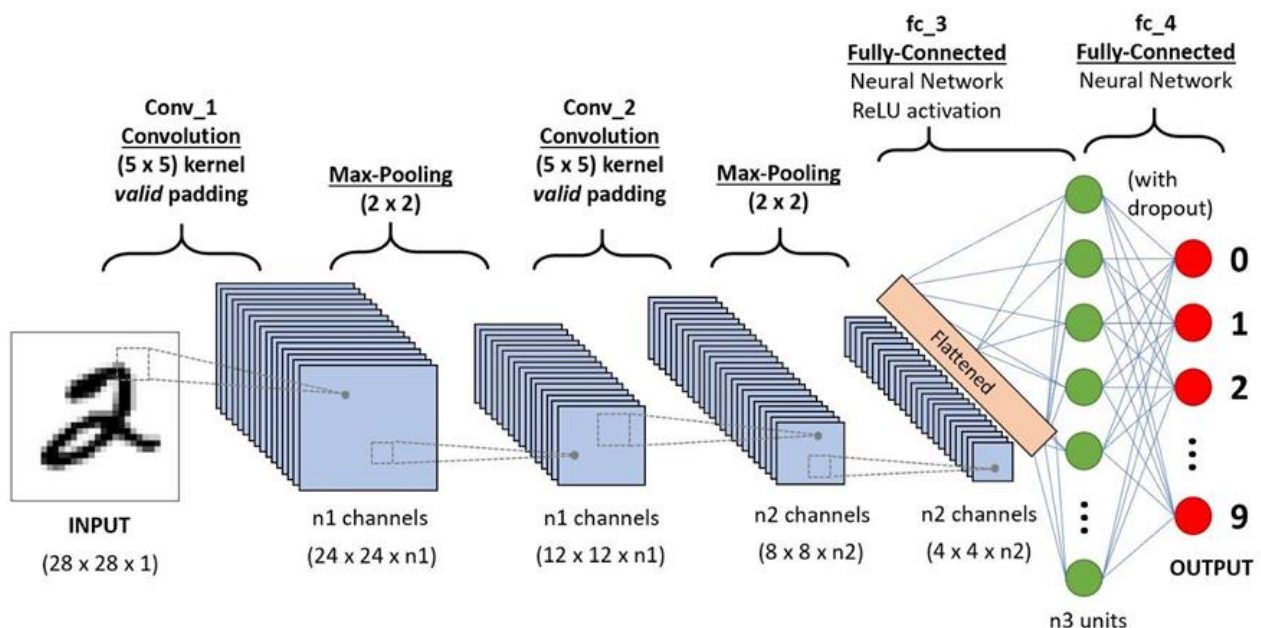 Conv_1
Convolution
(5 x 5) kernel
valid padding
Max-Pooling
(2 x 2)
Conv_2
Convolution
(5 x 5) kernel
valid padding
Max-Pooling
(2 x 2)
fc_3
Fully-Connected
Neural Network
ReLU activation
fc_4
Fully-Connected
Neural Network
(with
dropout)
Flattened
0
1
2
9
OUTPUT
2
INPUT
(28 x 28 x 1)
n1 channels
(24 x 24 x n1)
n1 channels
(12 x 12 x n1)
n2 channels
(8 x 8 x n2)
n2 channels
(4 x 4 x n2)
n3 units